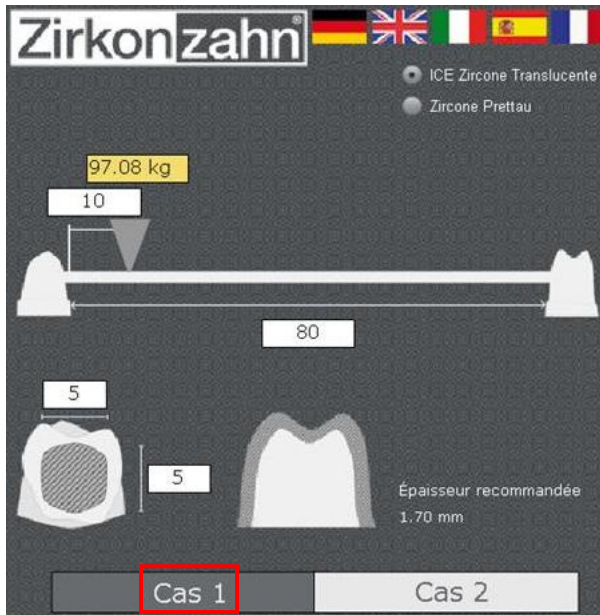 Zirkonzahn®
ICE Zircone Translucente
Zircone Prettau
97.08 kg
10
80
5
5
Épaisseur recommandée
1.70 mm
Cas 1
Cas 2